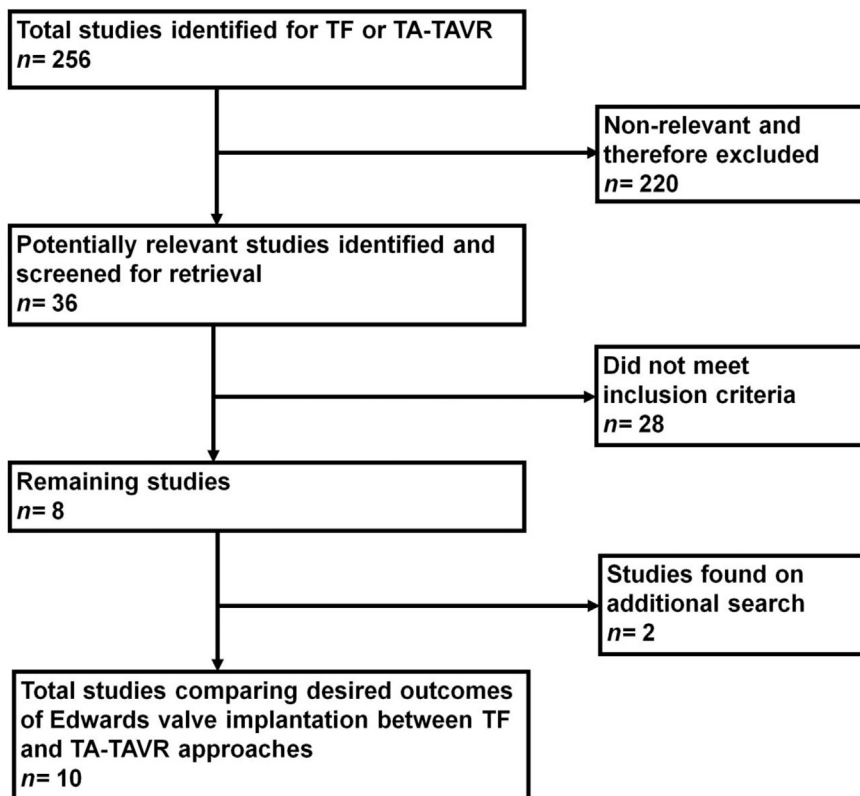 Total studies identified for TF or TA-TAVR
n= 256
Non-relevant and
therefore excluded
n= 220
Potentially relevant studies identified and
screened for retrieval
n= 36
Did not meet
inclusion criteria
n= 28
Remaining studies
n= 8
Studies found on
additional search
n= 2
Total studies comparing desired outcomes
of Edwards valve implantation between TF
and TA-TAVR approaches
n= 10